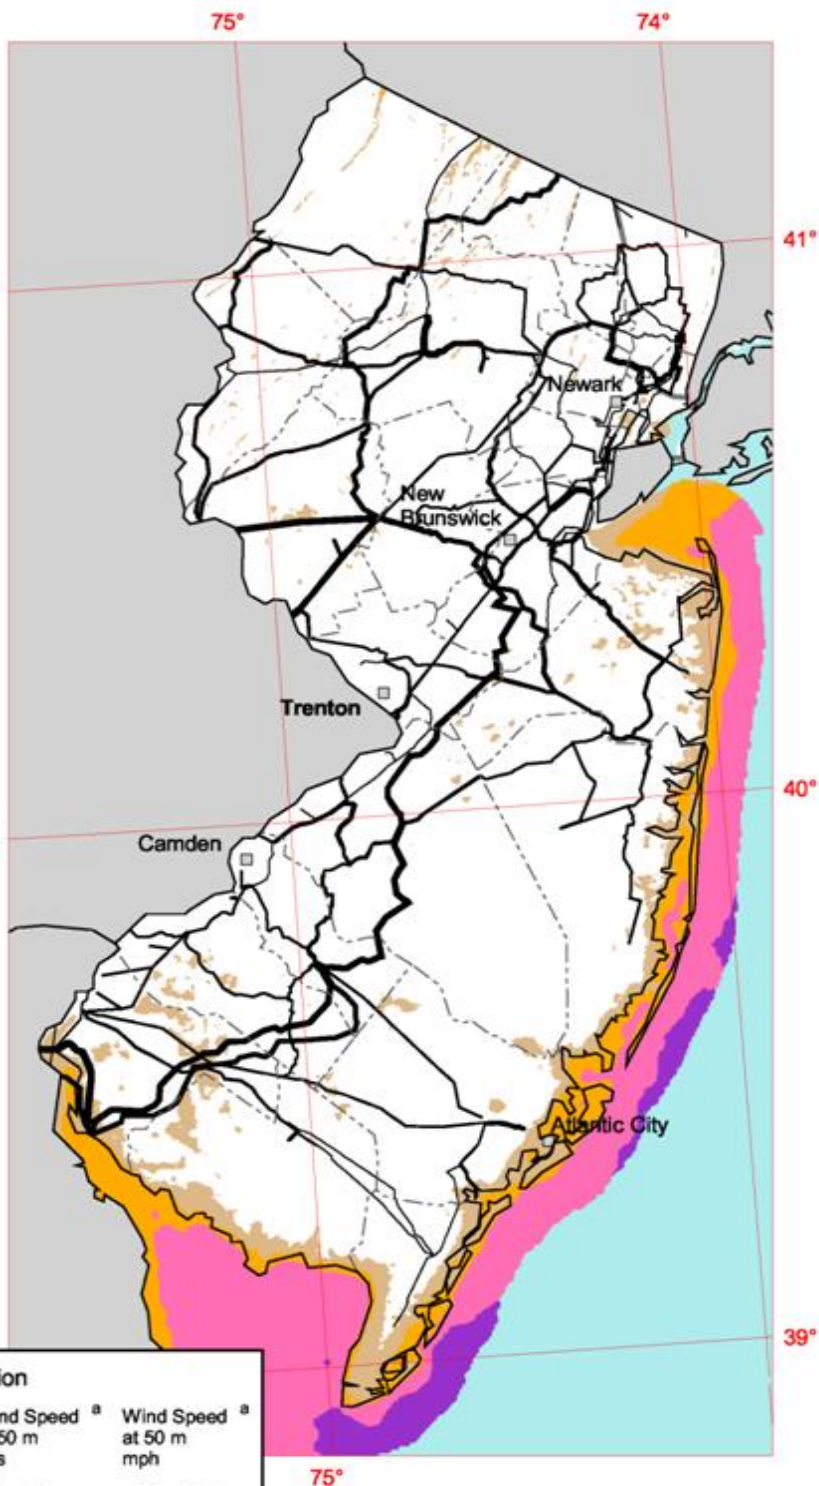 75°
74°
41°
Newark
New
Brunswick
Trenton
40°
Camden
Atlantic City
39°
ion
nd Speed a Wind Speed a
50 m at 50 m
s mph
75°